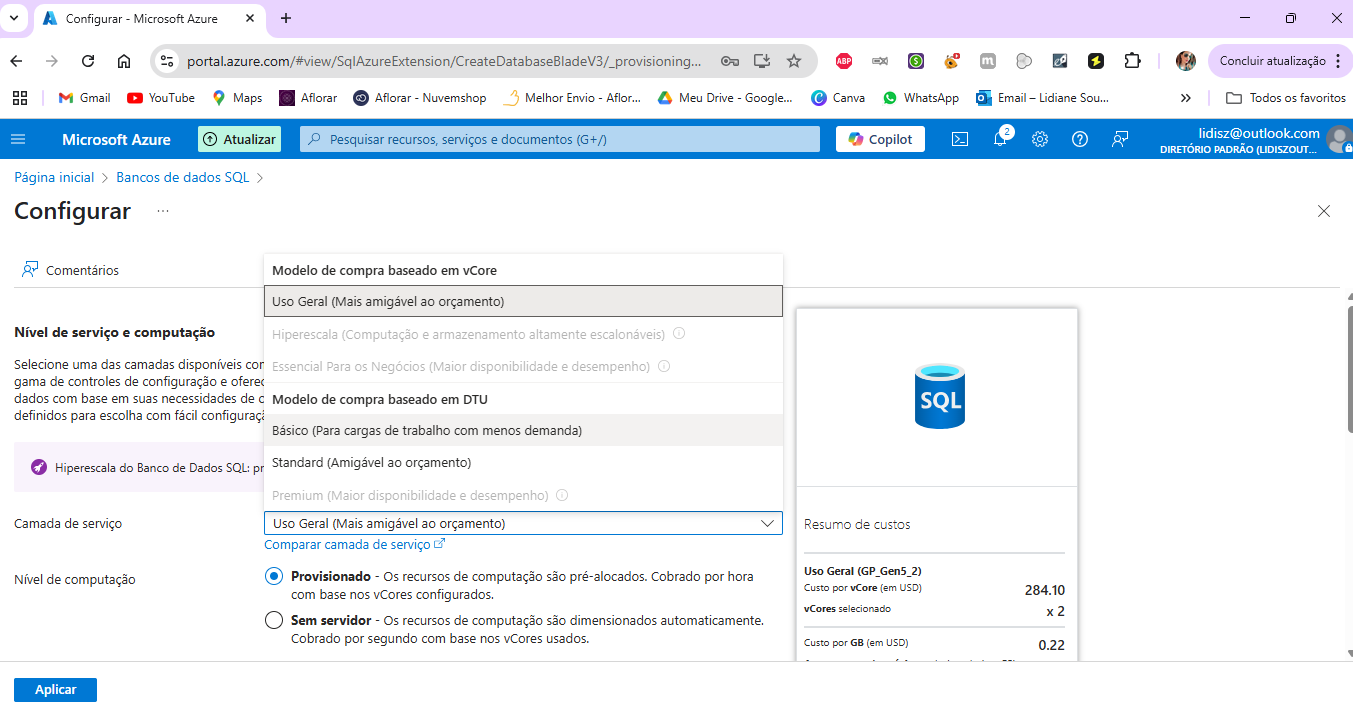 Configurar - Microsoft Azure
portal.azure.com/#view/SqlAzureExtension/CreateDatabaseBladeV3/_provisioning...
ABP
Concluir atualização
Gmail
YouTube
Maps
Aflorar
Aflorar - Nuvemshop
Melhor Envio - Aflor...
Meu Drive - Google...
Canva
WhatsApp
Email – Lidiane Sou...
Todos os favoritos
Microsoft Azure
Atualizar
Pesquisar recursos, serviços e documentos (G+/)
Copilot
2
lidisz@outlook.com
DIRETÓRIO PADRÃO (LIDISZOUT...
Página inicial > Bancos de dados SQL >
Configurar
...
Comentários
Nível de serviço e computação
Selecione uma das camadas disponíveis con
gama de controles de configuração e oferec
dados com base em suas necessidades de
definidos para escolha com fácil configuraç
Hiperescala do Banco de Dados SQL: pr
Modelo de compra baseado em vCore
Uso Geral (Mais amigável ao orçamento)
Hiperescala (Computação e armazenamento altamente escalonáveis)
Essencial Para os Negócios (Maior disponibilidade e desempenho)
Modelo de compra baseado em DTU
Básico (Para cargas de trabalho com menos demanda)
Standard (Amigável ao orçamento)
Premium (Maior disponibilidade e desempenho)
Camada de serviço
Uso Geral (Mais amigável ao orçamento)
Comparar camada de serviço
Nível de computação
Provisionado - Os recursos de computação são pré-alocados. Cobrado por hora
com base nos vCores configurados.
Sem servidor - Os recursos de computação são dimensionados automaticamente.
Cobrado por segundo com base nos vCores usados.
SQL
Resumo de custos
Uso Geral (GP_Gen5_2)
Custo por vCore (em USD) 284.10
vCores selecionado x 2
Custo por GB (em USD) 0.22
Aplicar